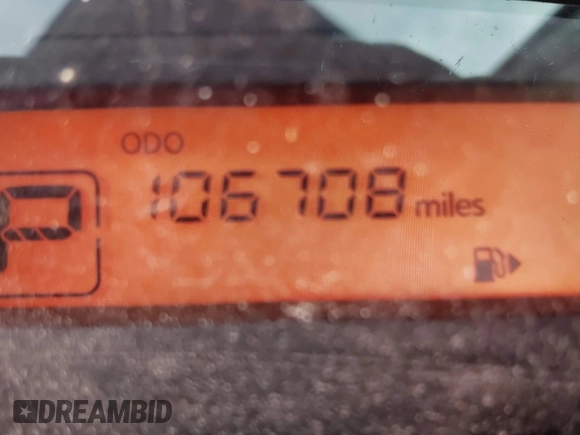 ODO
106708 miles
P
DREAMBID